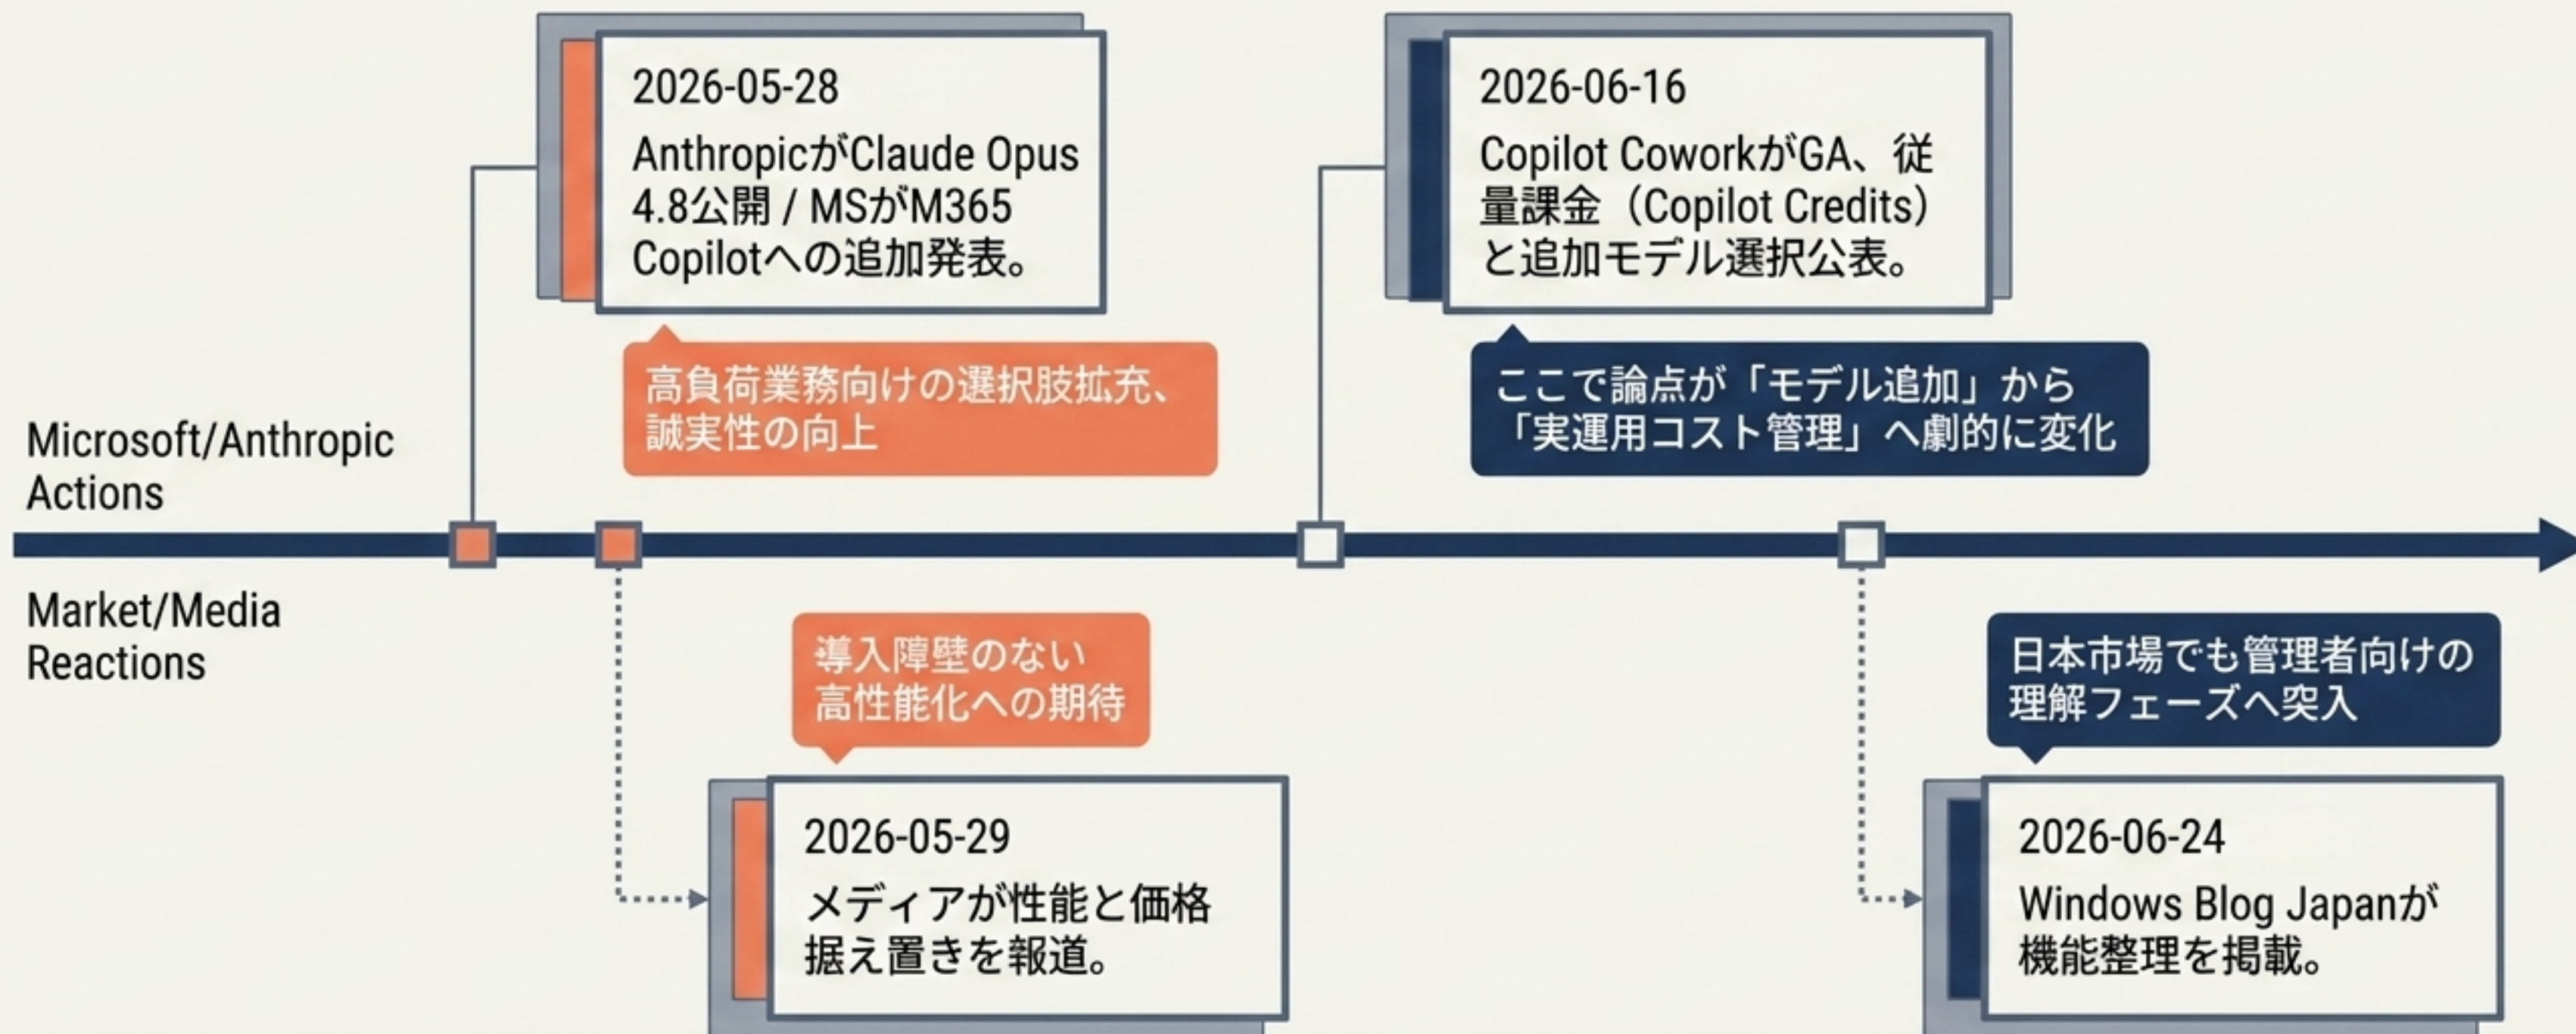 2026-05-28
AnthropicがClaude Opus
4.8公開 / MSがM365
Copilotへの追加発表。
高負荷業務向けの選択肢拡充、
誠実性の向上
2026-06-16
Copilot CoworkがGA、従
量課金（Copilot Credits）
と追加モデル選択公表。
ここで論点が「モデル追加」から
「実運用コスト管理」へ劇的に変化
Microsoft/Anthropic
Actions
Market/Media
Reactions
導入障壁のない
高性能化への期待
2026-05-29
メディアが性能と価格
据え置きを報道。
日本市場でも管理者向けの
理解フェーズへ突入
2026-06-24
Windows Blog Japanが
機能整理を掲載。